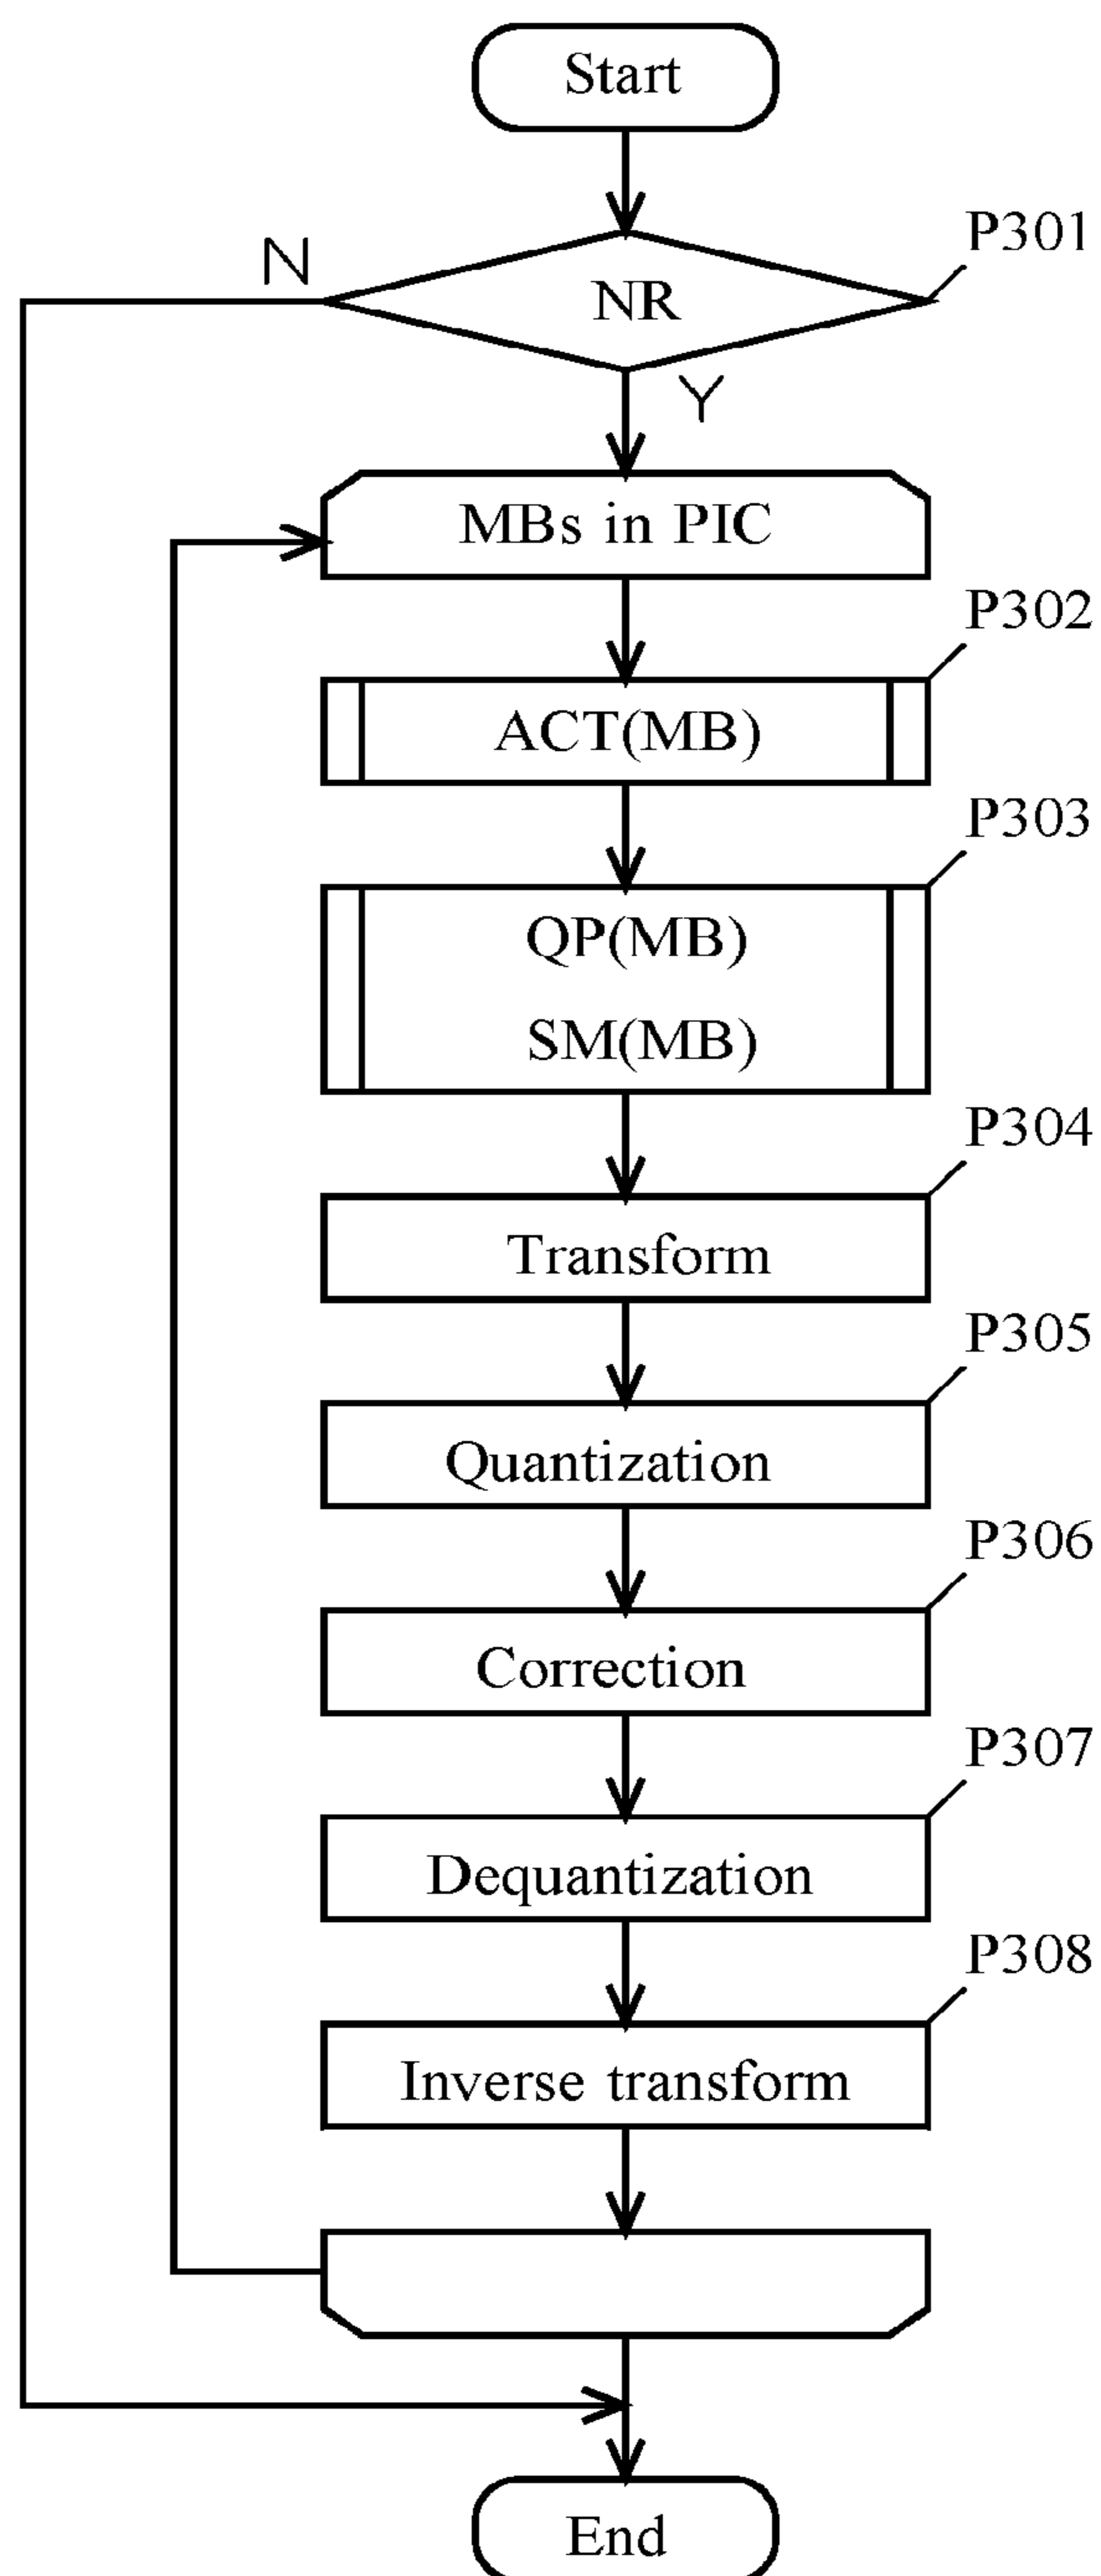 Start
P301
N
NR
Y
MBs in PIC
P302
ACT(MB)
P303
QP(MB)
SM(MB)
P304
Transform
P305
Quantization
P306
Correction
P307
Dequantization
P308
Inverse transform
End